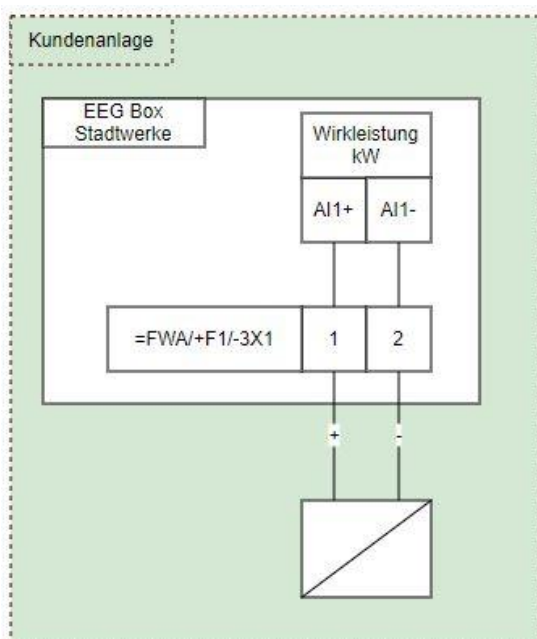 Kundenanlage
EEG Box
Stadtwerke
Wirkleistung
kW
AI1+ AI1-
=FWA/+F1/-3X1 1 2
+ -